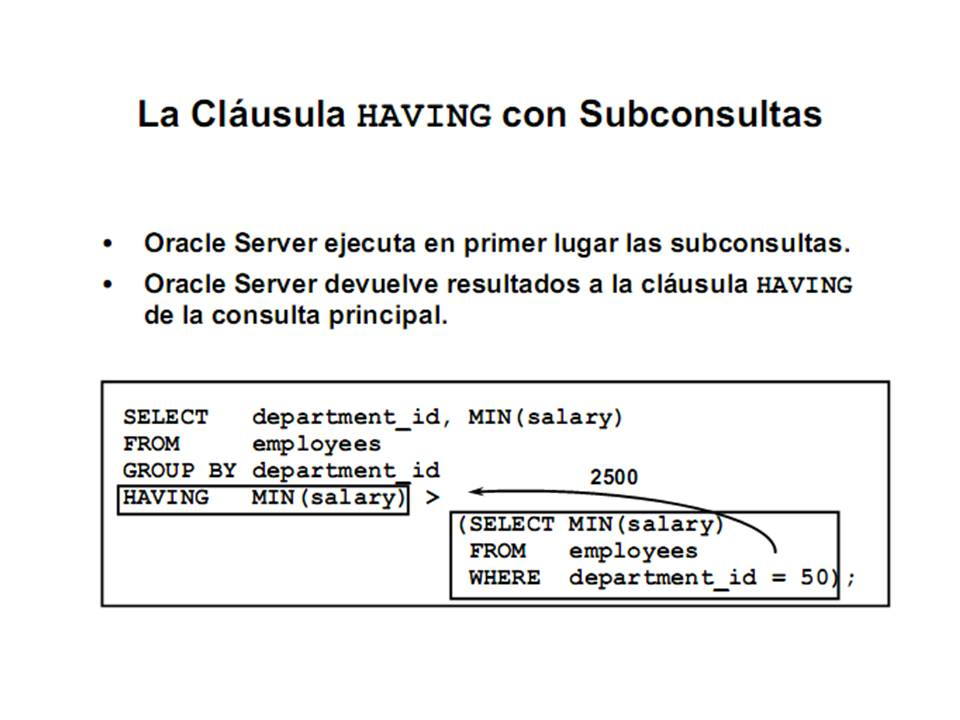 La Cláusula HAVING con Subconsultas
• Oracle Server ejecuta en primer lugar las subconsultas.
• Oracle Server devuelve resultados a la cláusula HAVING
de la consulta principal.
SELECT department_id, MIN(salary)
FROM employees
GROUP BY department_id
HAVING MIN(salary) >
2500
(SELECT MIN(salary)
FROM employees
WHERE department_id = 50);